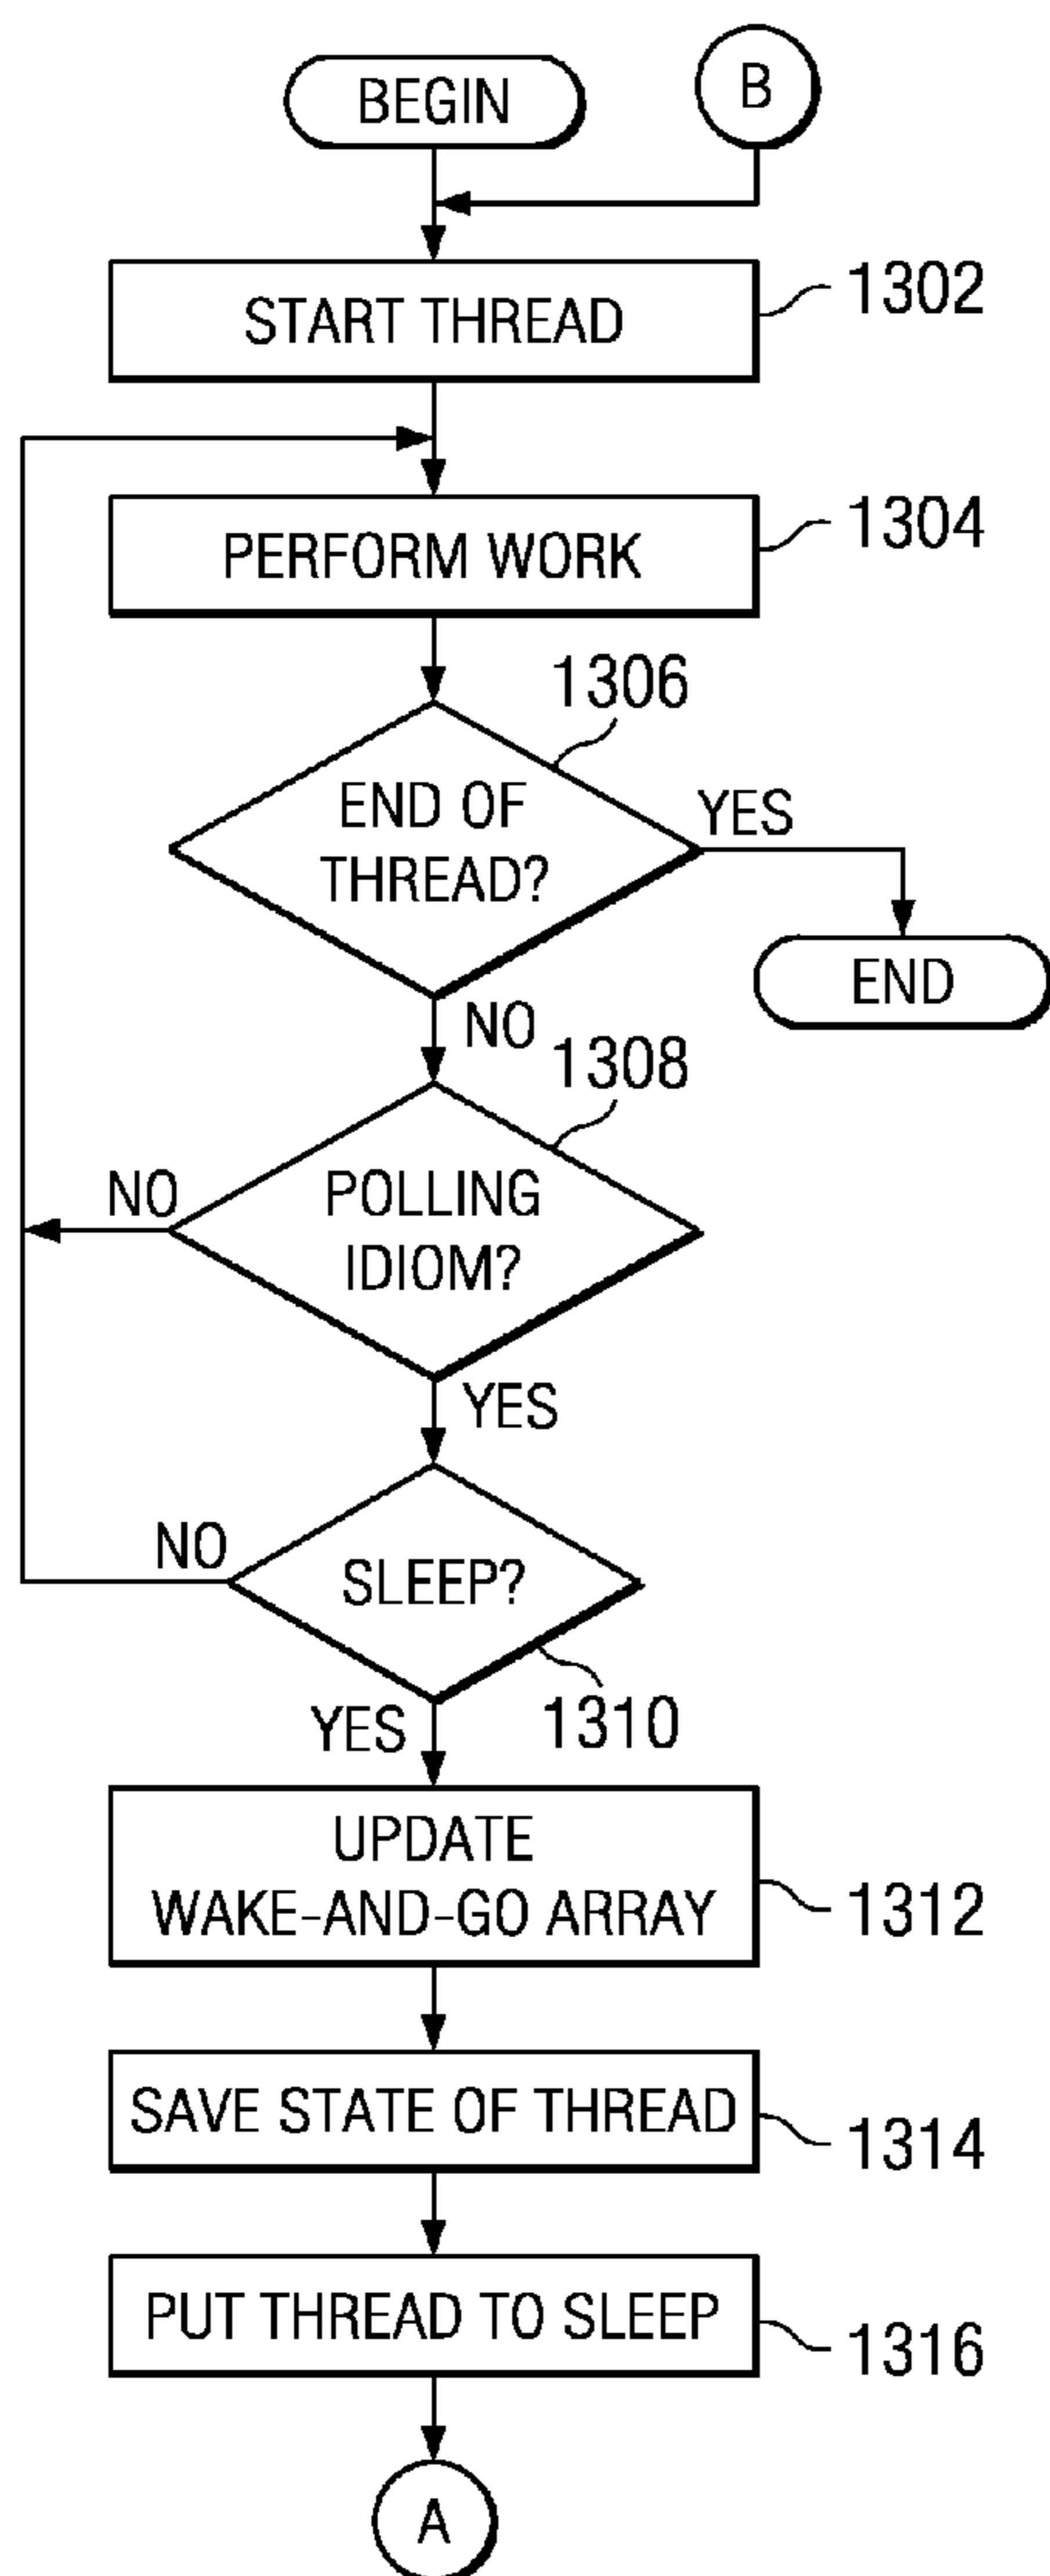 BEGIN
B
START THREAD
1302
PERFORM WORK
1304
1306
END OF
THREAD?
YES
END
NO
1308
NO
POLLING
IDIOM?
YES
NO
SLEEP?
YES
1310
UPDATE
WAKE-AND-GO ARRAY
1312
SAVE STATE OF THREAD
1314
PUT THREAD TO SLEEP
1316
A